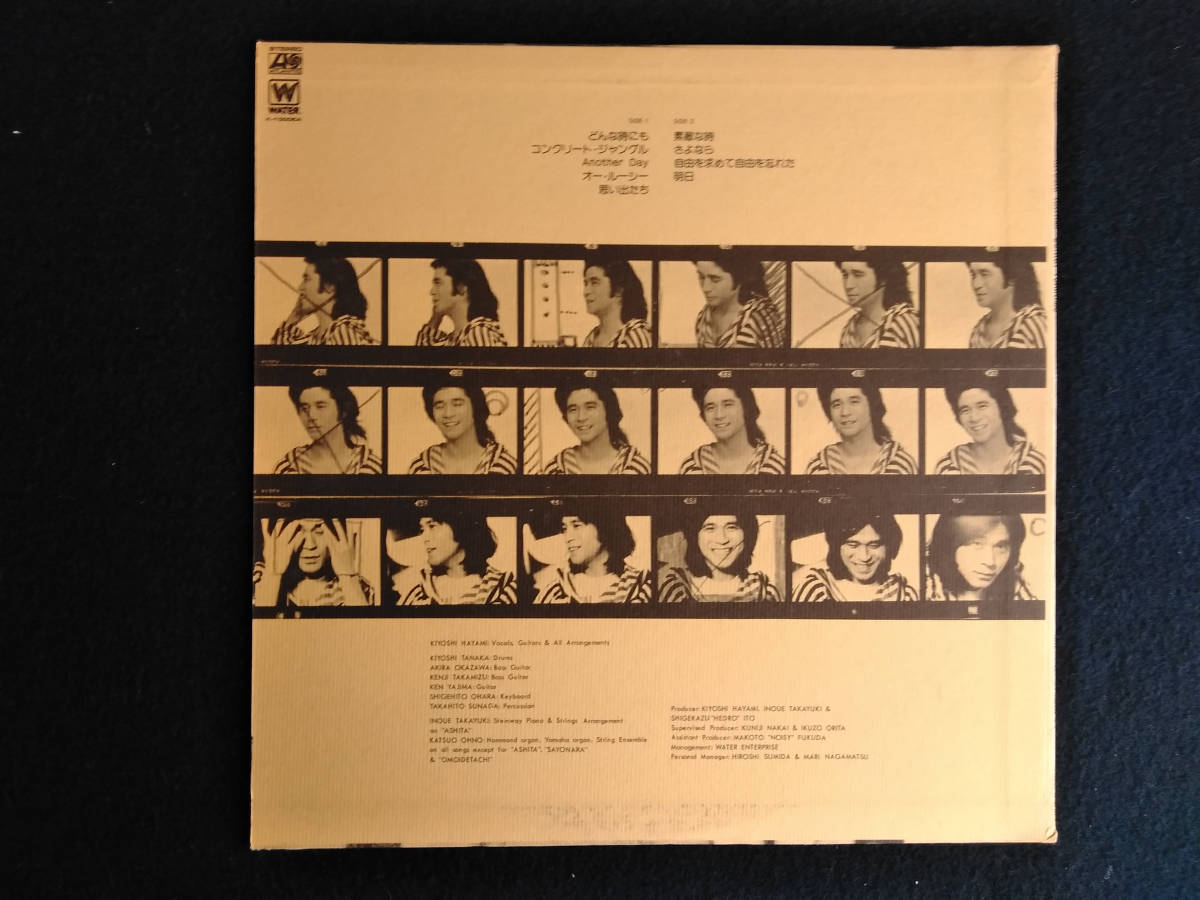 STEREO
WATER
SIDE 1
どんな時にも
コンクリート・ジャングル
Another Day
オー・ルーシー
思い出たち
SIDE 2
素敵な時
さよなら
自由を求めて自由を忘れた
明日
KIYOSHI HAYAMI: Vocals, Guitars & All Arrangements
KIYOSHI TANAKA: Drums
AKIRA OKAZAWA: Bass Guitar
KENJI TAKAMIZU: Bass Guitar
KEN YAJIMA: Guitar
SHIGEHITO OHARA: Keyboard
TAKAHITO SUNAGA: Percussion
INOUE TAKAYUKI: Steinway Piano & Strings Arrangement
on "ASHITA"
KATSUO OHNO: Hammond organ, Yamaha organ, String Ensemble
on all songs except for "ASHITA", "SAYONARA"
& "OMOIDETACHI"
Producer: KIYOSHI HAYAMI, INOUE TAKAYUKI &
SHIGEKAZU "HEDRO" ITO
Supervised Producer: KUNIJI NAKAI & IKUZO ORITA
Assistant Producer: MAKOTO "NOISY" FUKUDA
Management: WATER ENTERPRISE
Personal Manager: HIROSHI SUMIDA & MARI NAGAMATSU